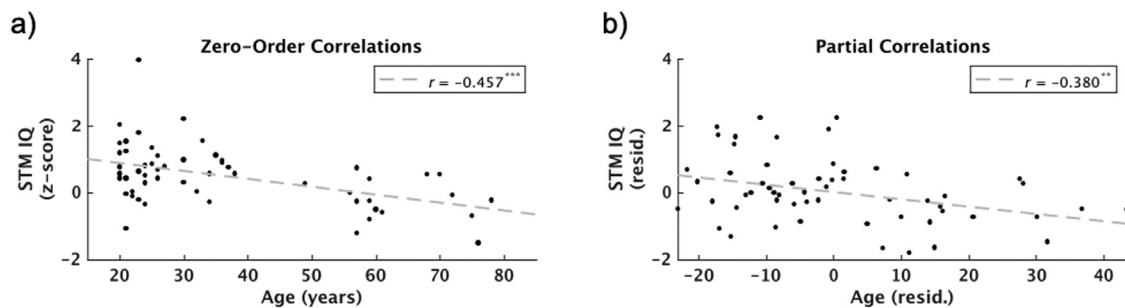 a)
Zero-Order Correlations
r = -0.457***
4
2
0
-2
STM IQ
(z-score)
20 30 40 50 60 70 80
Age (years)
b)
Partial Correlations
r = -0.380**
4
2
0
-2
STM IQ
(resid.)
-20 -10 0 10 20 30 40
Age (resid.)